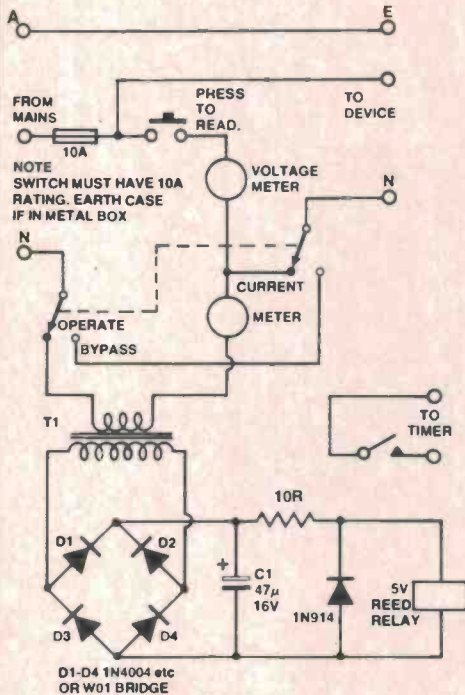 A
E
FROM
MAINS
10A
PRESS
TO
READ.
TO
DEVICE
NOTE
SWITCH MUST HAVE 10A
RATING. EARTH CASE
IF IN METAL BOX
VOLTAGE
METER
N
N
CURRENT
METER
OPERATE
BYPASS
T1
TO
TIMER
10R
D1
D2
D3
D4
+
C1
47µ
16V
1N914
5V
REED
RELAY
D1-D4 1N4004 etc
OR W01 BRIDGE